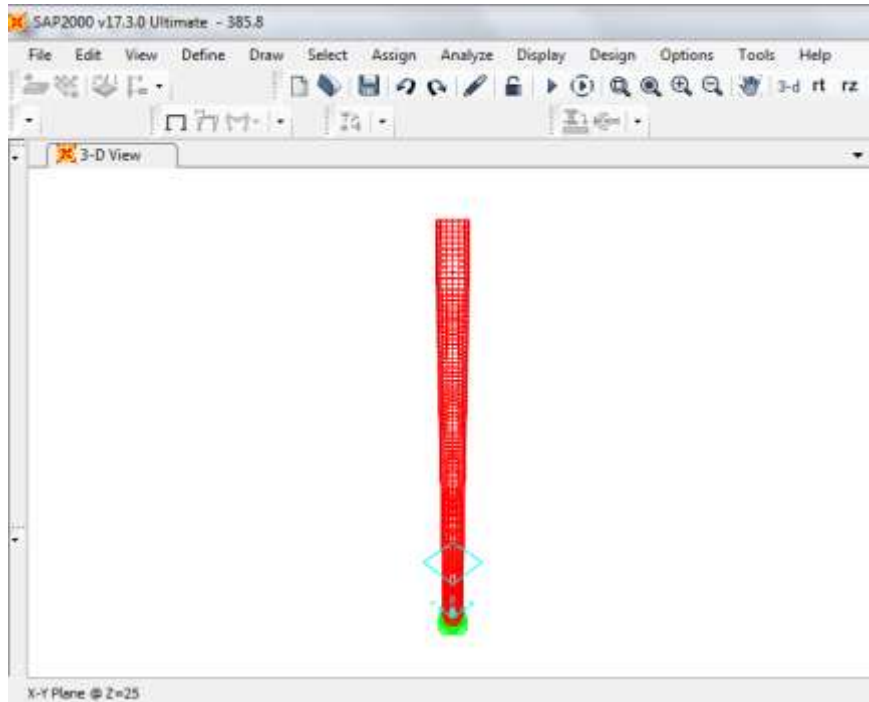 SAP2000 v17.3.0 Ultimate - 385.8
File Edit View Define Draw Select Assign Analyze Display Design Options Tools Help
3-d rt rz
3-D View
X-Y Plane @ Z=25